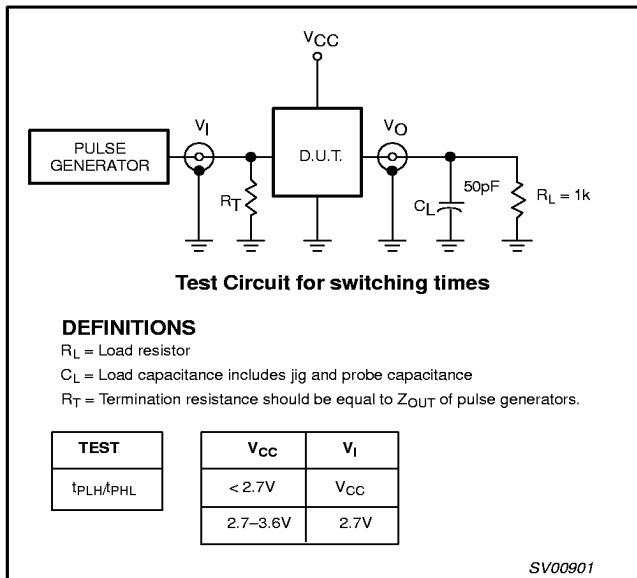 VCC
VI
VO
PULSE
GENERATOR
D.U.T.
RT
50pF
CL
RL = 1k
Test Circuit for switching times
DEFINITIONS
RL = Load resistor
CL = Load capacitance includes jig and probe capacitance
RT = Termination resistance should be equal to ZOUT of pulse generators.
TEST
tPLH/tPHL
VCC VI
< 2.7V VCC
2.7–3.6V 2.7V
SV00901